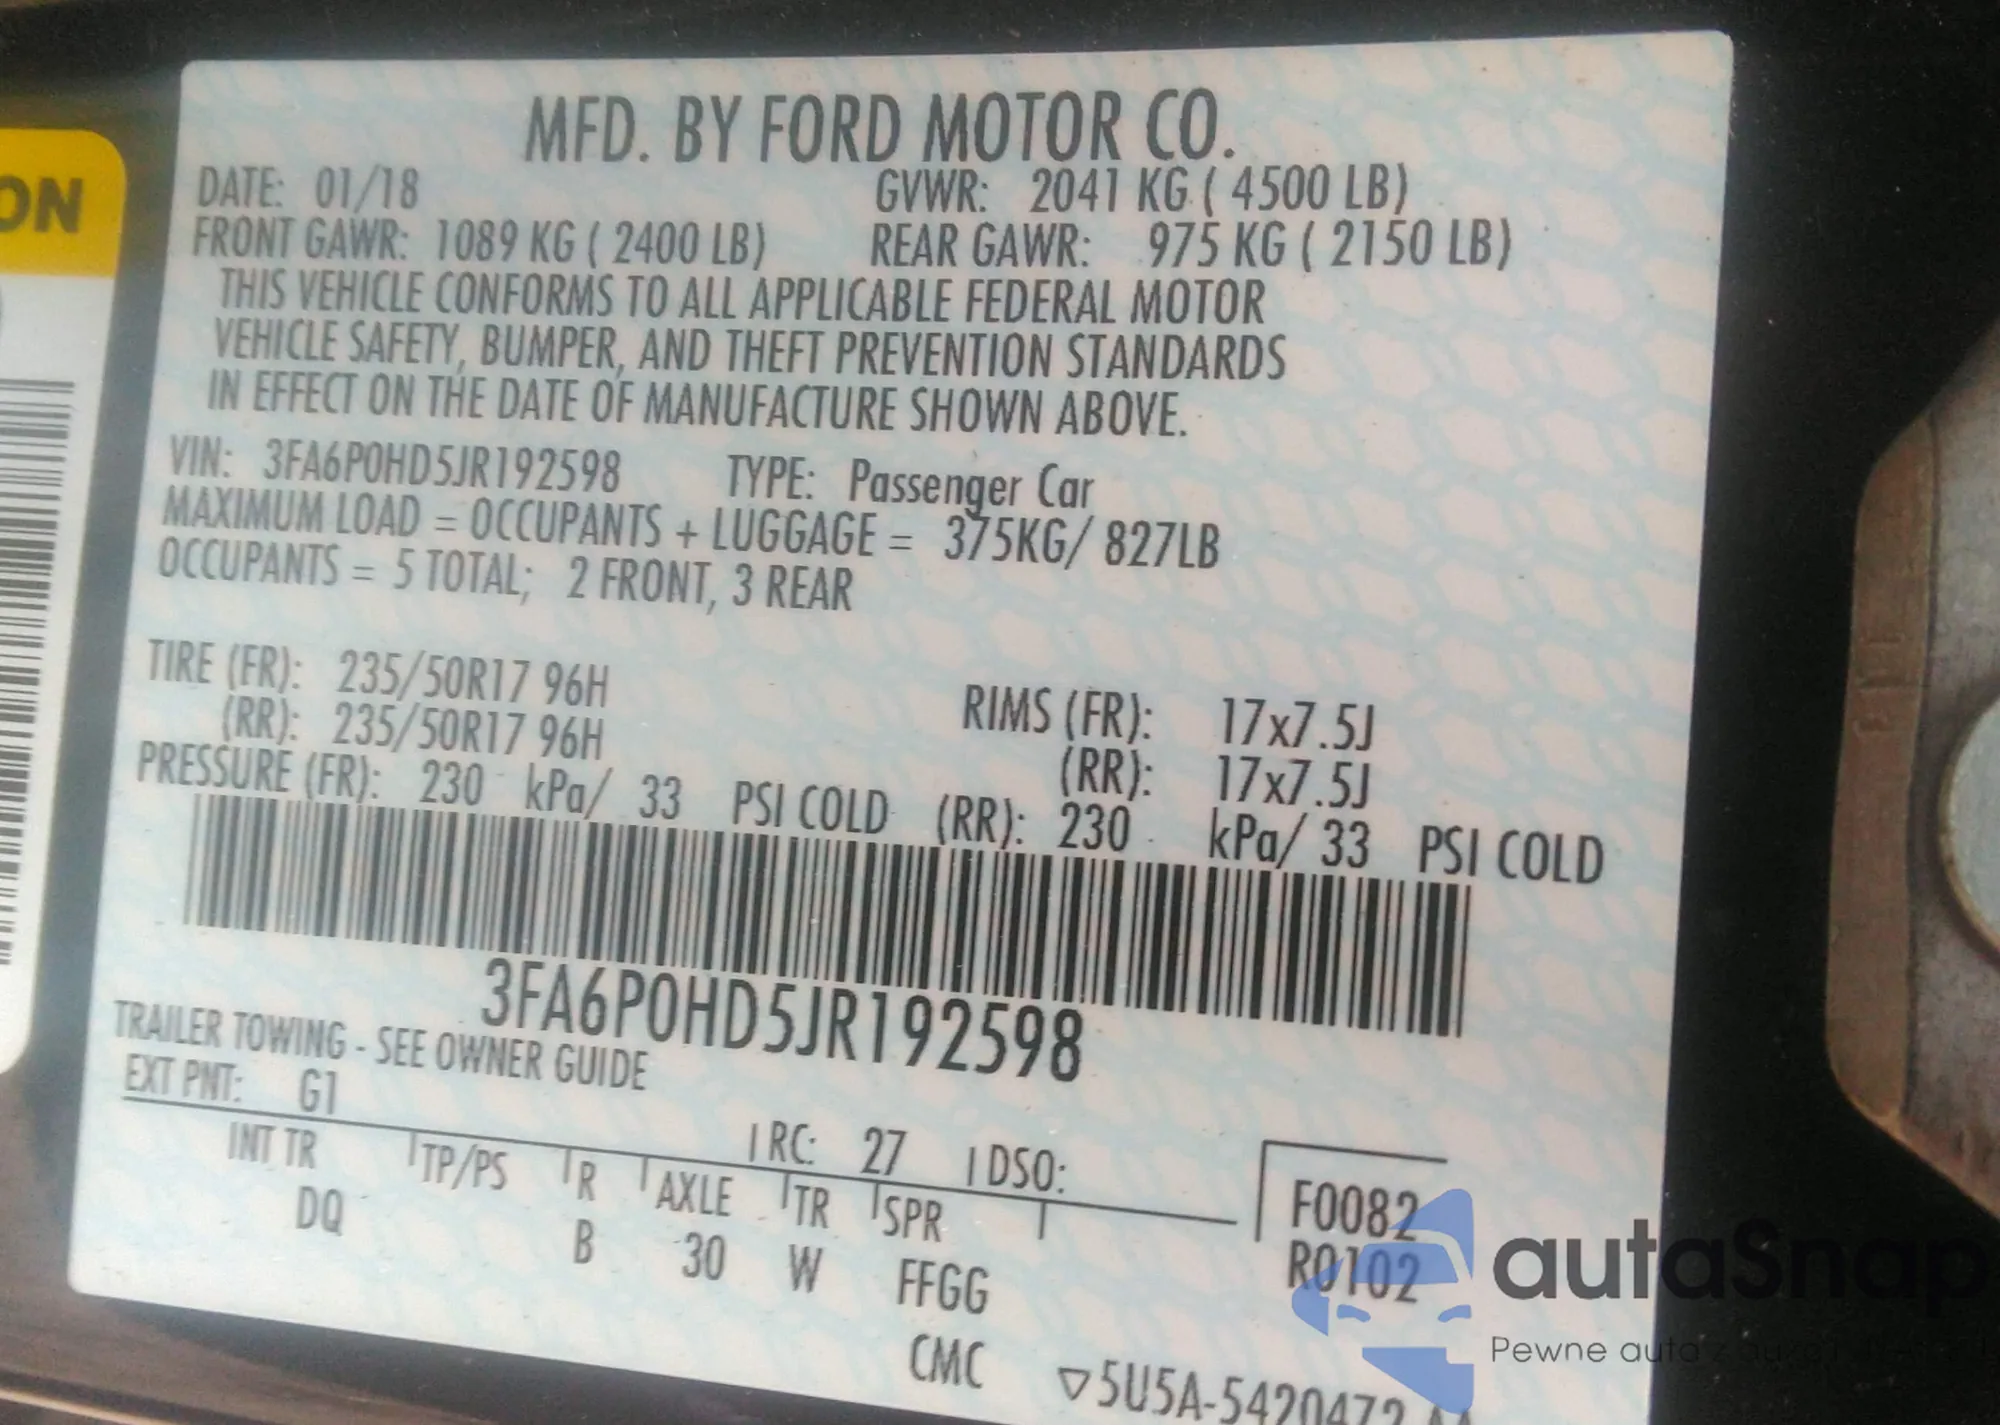 MFD. BY FORD MOTOR CO.
DATE: 01/18 GVWR: 2041 KG ( 4500 LB)
FRONT GAWR: 1089 KG ( 2400 LB) REAR GAWR: 975 KG ( 2150 LB)
THIS VEHICLE CONFORMS TO ALL APPLICABLE FEDERAL MOTOR
VEHICLE SAFETY, BUMPER, AND THEFT PREVENTION STANDARDS
IN EFFECT ON THE DATE OF MANUFACTURE SHOWN ABOVE.
VIN: 3FA6P0HD5JR192598 TYPE: Passenger Car
MAXIMUM LOAD = OCCUPANTS + LUGGAGE = 375KG/ 827LB
OCCUPANTS = 5 TOTAL; 2 FRONT, 3 REAR
TIRE (FR): 235/50R17 96H RIMS (FR): 17x7.5J
(RR): 235/50R17 96H (RR): 17x7.5J
PRESSURE (FR): 230 kPa/ 33 PSI COLD (RR): 230 kPa/ 33 PSI COLD
3FA6P0HD5JR192598
TRAILER TOWING - SEE OWNER GUIDE
EXT PNT: G1 RC: 27 DSO:
INT TR TP/PS R AXLE TR SPR F0082
DQ B 30 W FFGG R0102
CMC ▽5U5A-5420472
ON
autaSnap
Pewne auta z